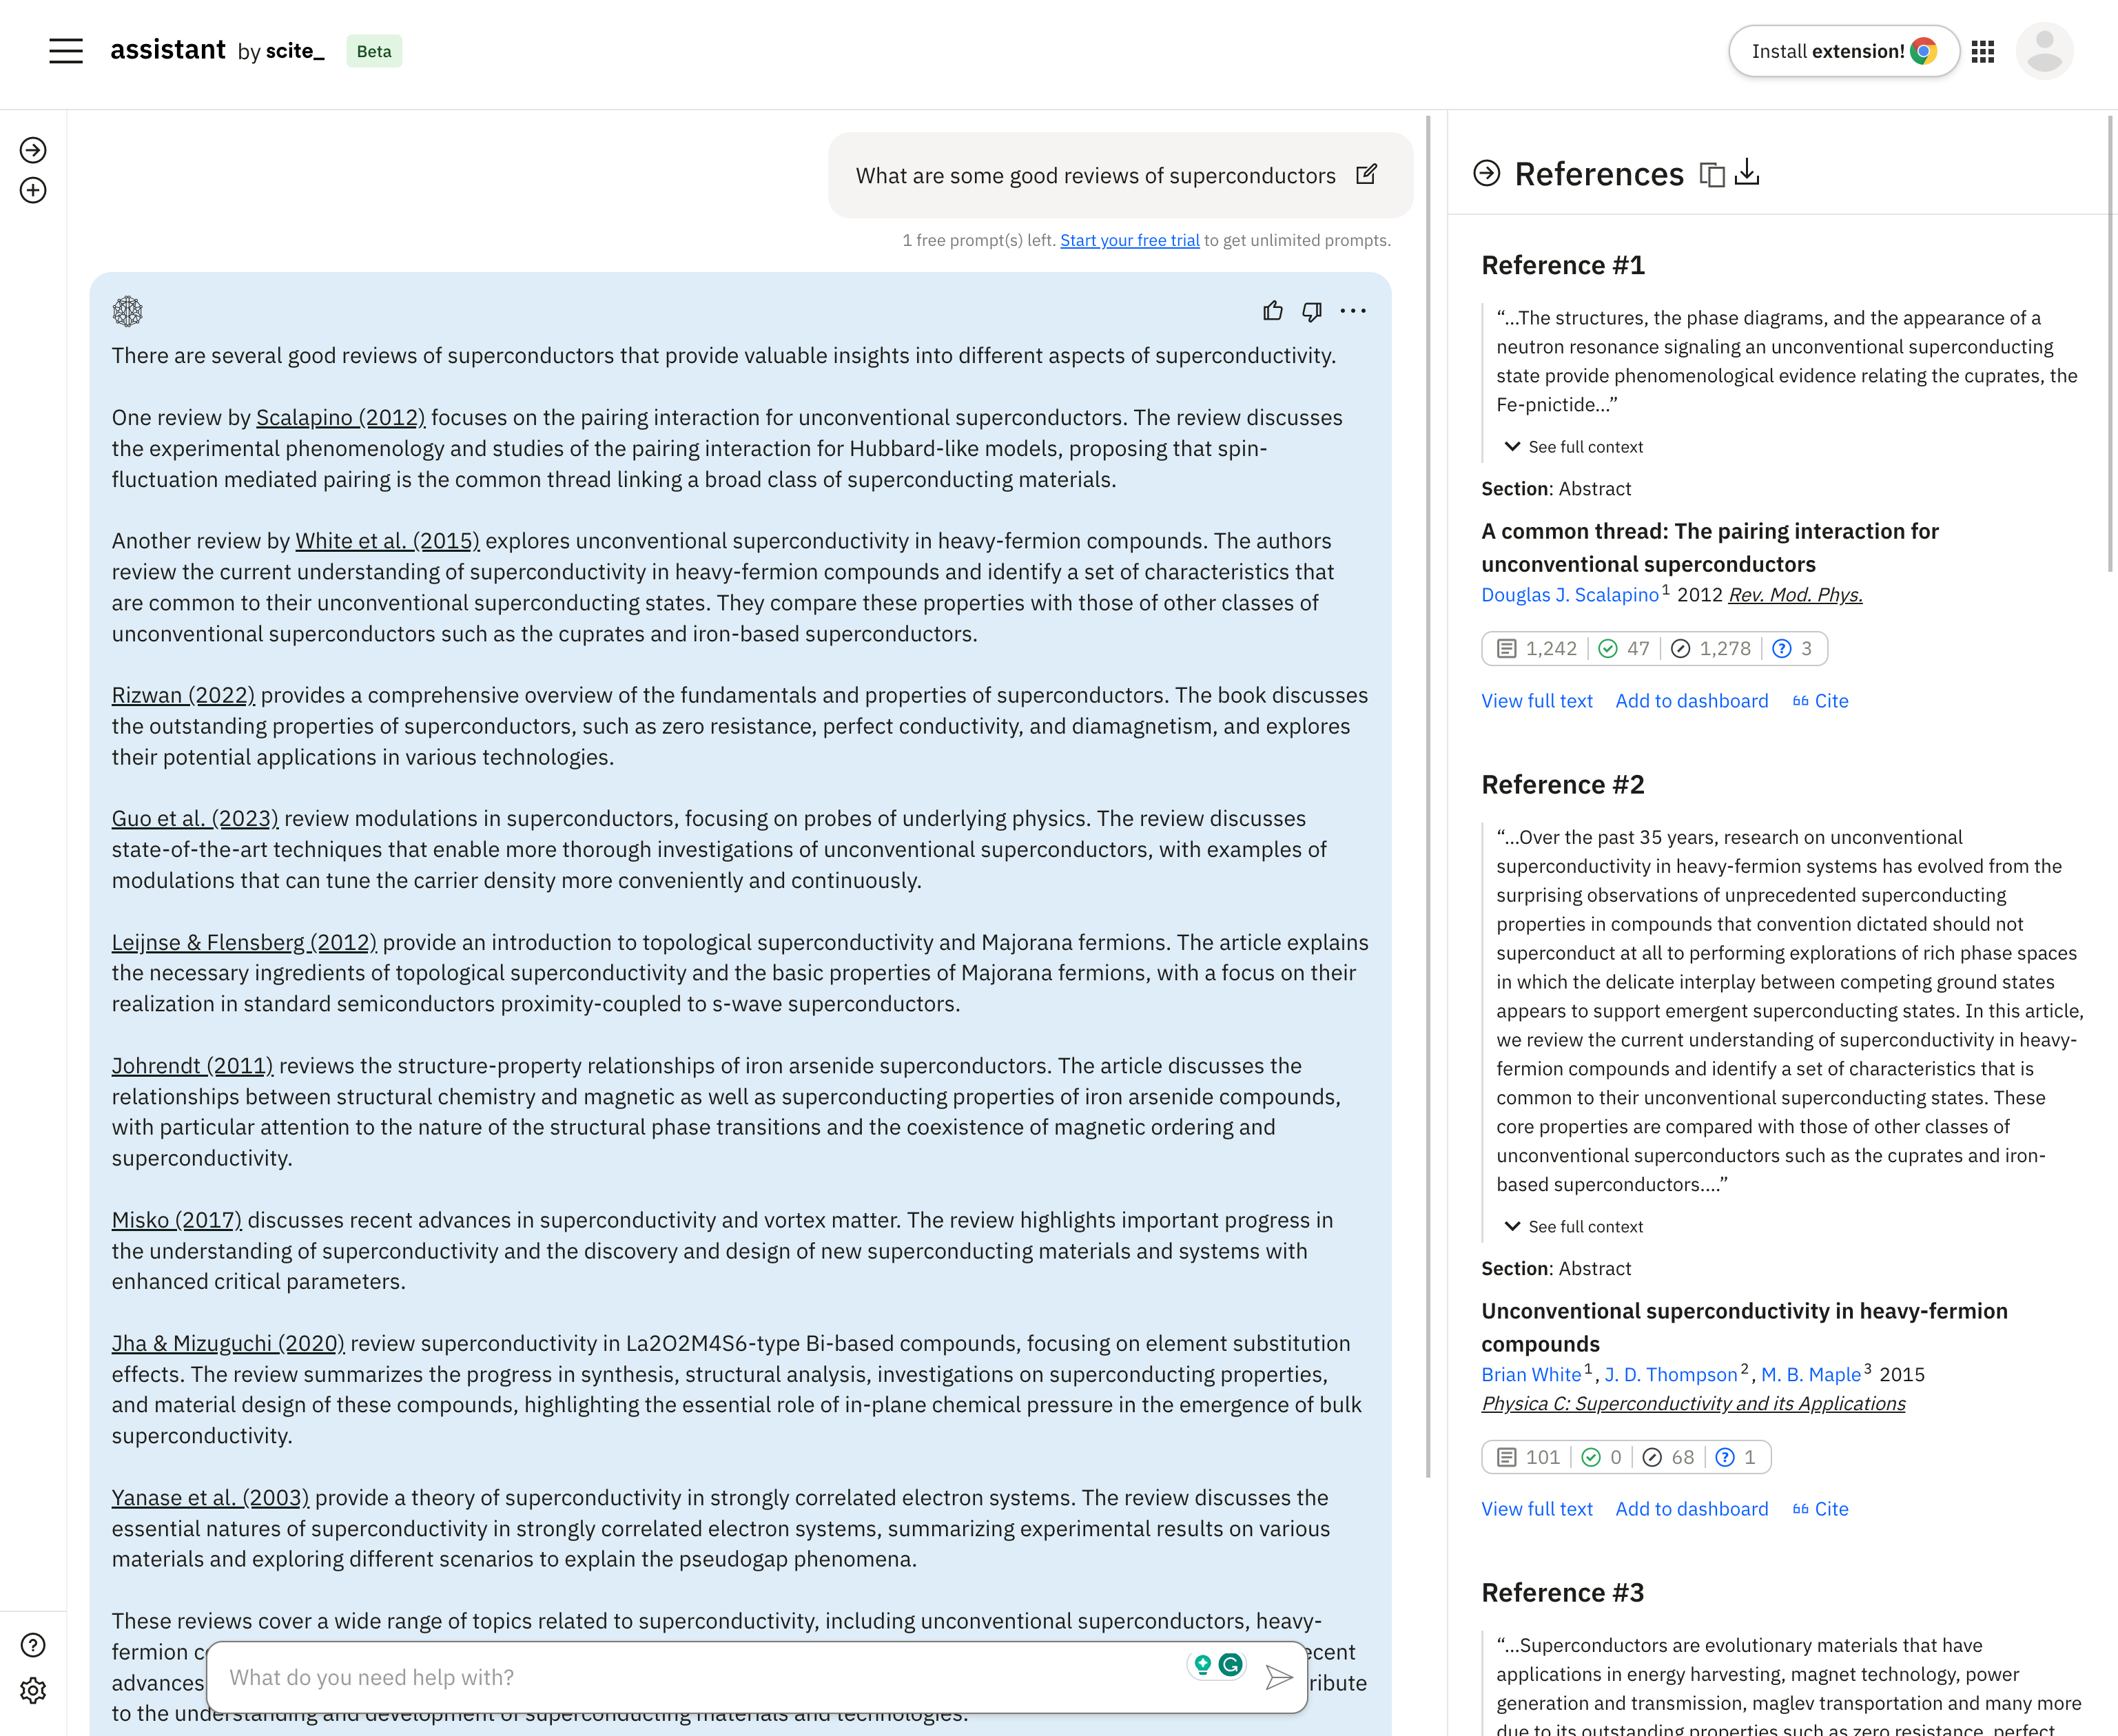 assistant by scite_ Beta
Install extension!
What are some good reviews of superconductors
1 free prompt(s) left. Start your free trial to get unlimited prompts.
There are several good reviews of superconductors that provide valuable insights into different aspects of superconductivity.
One review by Scalapino (2012) focuses on the pairing interaction for unconventional superconductors. The review discusses
the experimental phenomenology and studies of the pairing interaction for Hubbard-like models, proposing that spin-
fluctuation mediated pairing is the common thread linking a broad class of superconducting materials.
Another review by White et al. (2015) explores unconventional superconductivity in heavy-fermion compounds. The authors
review the current understanding of superconductivity in heavy-fermion compounds and identify a set of characteristics that
are common to their unconventional superconducting states. They compare these properties with those of other classes of
unconventional superconductors such as the cuprates and iron-based superconductors.
Rizwan (2022) provides a comprehensive overview of the fundamentals and properties of superconductors. The book discusses
the outstanding properties of superconductors, such as zero resistance, perfect conductivity, and diamagnetism, and explores
their potential applications in various technologies.
Guo et al. (2023) review modulations in superconductors, focusing on probes of underlying physics. The review discusses
state-of-the-art techniques that enable more thorough investigations of unconventional superconductors, with examples of
modulations that can tune the carrier density more conveniently and continuously.
Leijnse & Flensberg (2012) provide an introduction to topological superconductivity and Majorana fermions. The article explains
the necessary ingredients of topological superconductivity and the basic properties of Majorana fermions, with a focus on their
realization in standard semiconductors proximity-coupled to s-wave superconductors.
Johrendt (2011) reviews the structure-property relationships of iron arsenide superconductors. The article discusses the
relationships between structural chemistry and magnetic as well as superconducting properties of iron arsenide compounds,
with particular attention to the nature of the structural phase transitions and the coexistence of magnetic ordering and
superconductivity.
Misko (2017) discusses recent advances in superconductivity and vortex matter. The review highlights important progress in
the understanding of superconductivity and the discovery and design of new superconducting materials and systems with
enhanced critical parameters.
Jha & Mizuguchi (2020) review superconductivity in La2O2M4S6-type Bi-based compounds, focusing on element substitution
effects. The review summarizes the progress in synthesis, structural analysis, investigations on superconducting properties,
and material design of these compounds, highlighting the essential role of in-plane chemical pressure in the emergence of bulk
superconductivity.
Yanase et al. (2003) provide a theory of superconductivity in strongly correlated electron systems. The review discusses the
essential natures of superconductivity in strongly correlated electron systems, summarizing experimental results on various
materials and exploring different scenarios to explain the pseudogap phenomena.
These reviews cover a wide range of topics related to superconductivity, including unconventional superconductors, heavy-
fermion
advances
to the understanding and development of superconducting materials and technologies.
What do you need help with?
References
Reference #1
“...The structures, the phase diagrams, and the appearance of a
neutron resonance signaling an unconventional superconducting
state provide phenomenological evidence relating the cuprates, the
Fe-pnictide...”
See full context
Section: Abstract
A common thread: The pairing interaction for
unconventional superconductors
Douglas J. Scalapino 1 2012 Rev. Mod. Phys.
1,242 47 1,278 3
View full text Add to dashboard Cite
Reference #2
“...Over the past 35 years, research on unconventional
superconductivity in heavy-fermion systems has evolved from the
surprising observations of unprecedented superconducting
properties in compounds that convention dictated should not
superconduct at all to performing explorations of rich phase spaces
in which the delicate interplay between competing ground states
appears to support emergent superconducting states. In this article,
we review the current understanding of superconductivity in heavy-
fermion compounds and identify a set of characteristics that is
common to their unconventional superconducting states. These
core properties are compared with those of other classes of
unconventional superconductors such as the cuprates and iron-
based superconductors....”
See full context
Section: Abstract
Unconventional superconductivity in heavy-fermion
compounds
Brian White 1, J. D. Thompson 2, M. B. Maple 3 2015
Physica C: Superconductivity and its Applications
101 0 68 1
View full text Add to dashboard Cite
Reference #3
“...Superconductors are evolutionary materials that have
applications in energy harvesting, magnet technology, power
generation and transmission, maglev transportation and many more
due to its outstanding properties such as zero resistance, perfect